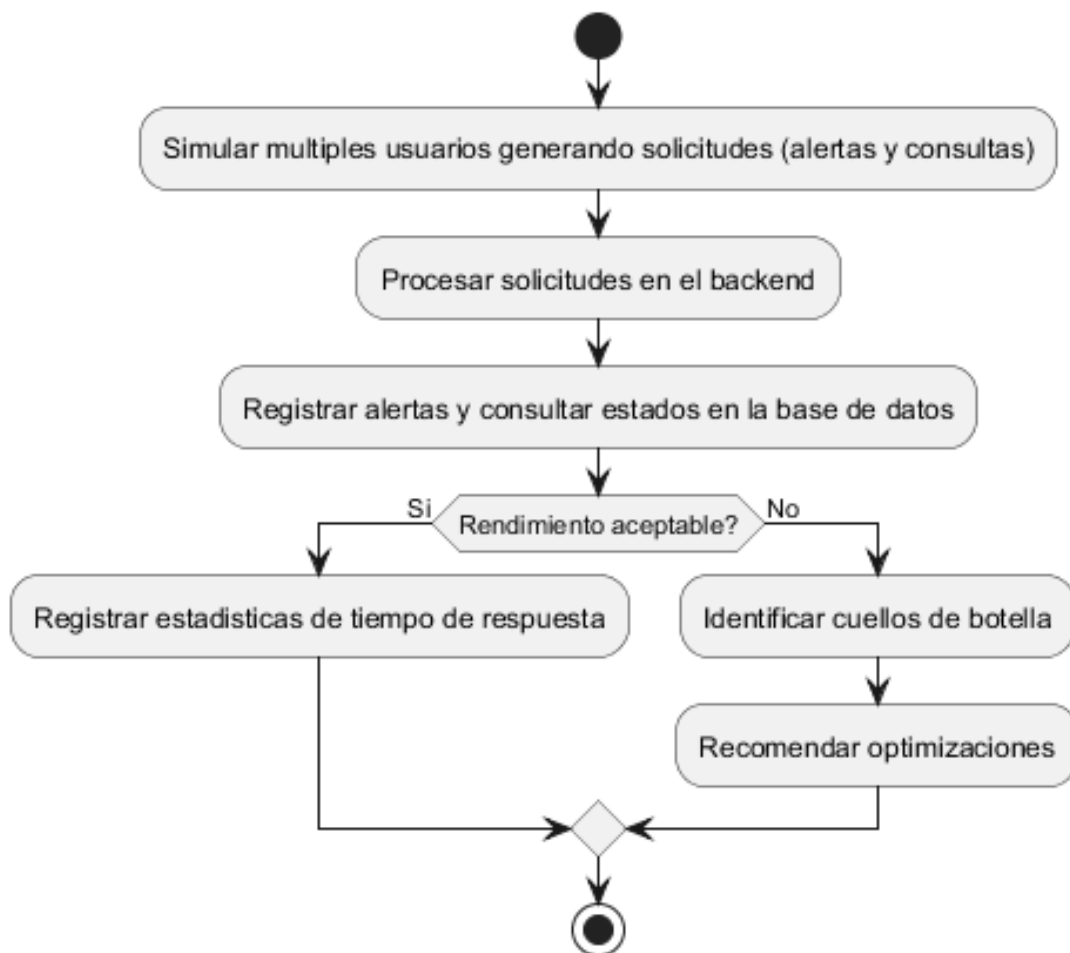 Simular multiples usuarios generando solicitudes (alertas y consultas)
Procesar solicitudes en el backend
Registrar alertas y consultar estados en la base de datos
Si
Rendimiento aceptable?
No
Registrar estadisticas de tiempo de respuesta
Identificar cuellos de botella
Recomendar optimizaciones